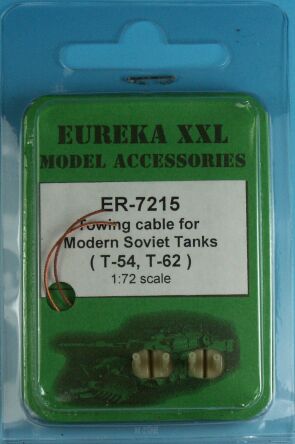 EUREKA XXL
MODEL ACCESSORIES
ER-7215
Towing cable for
Modern Soviet Tanks
( T-54, T-62 )
1:72 scale